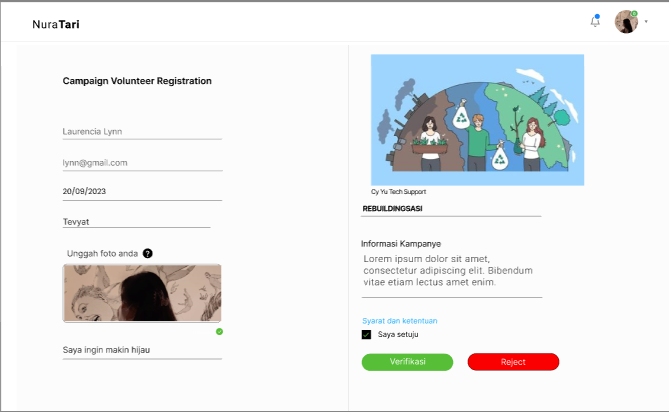 NuraTari
Campaign Volunteer Registration
Laurencia Lynn
lynn@gmail.com
20/09/2023
Tevyat
Unggah foto anda ?
Saya ingin makin hijau
Cy Yu Tech Support
REBUILDINGSASI
Informasi Kampanye
Lorem ipsum dolor sit amet,
consectetur adipiscing elit. Bibendum
vitae etiam lectus amet enim.
Syarat dan ketentuan
Saya setuju
Verifikasi
Reject